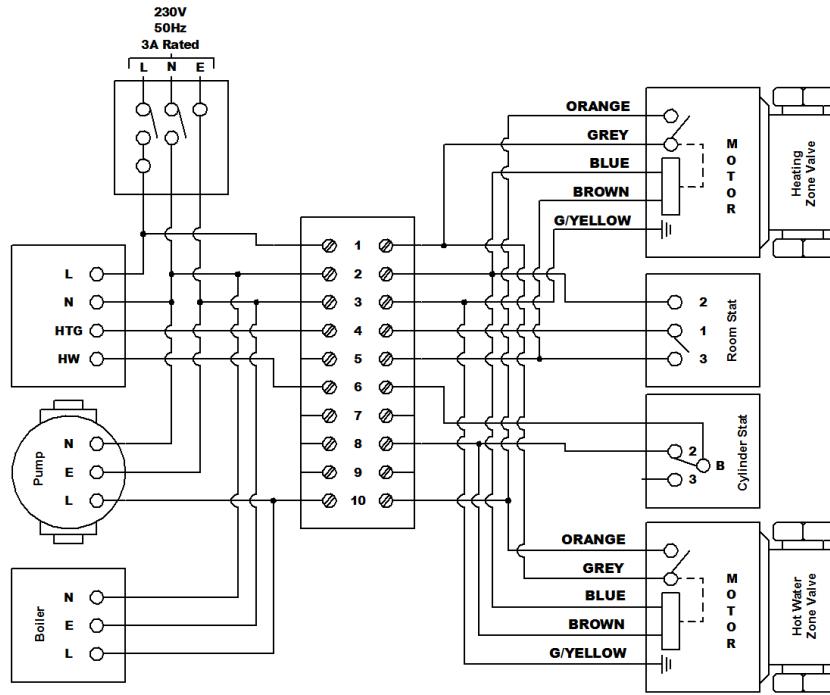 230V
50Hz
3A Rated
L N E
ORANGE
GREY
BLUE
BROWN
G/YELLOW
MOTOR
Heating
Zone Valve
L
N
HTG
HW
1
2
3
4
5
6
7
8
9
10
2
1
3
Room Stat
2
B
3
Cylinder Stat
Pump
N
E
L
Boiler
N
E
L
ORANGE
GREY
BLUE
BROWN
G/YELLOW
MOTOR
Hot Water
Zone Valve